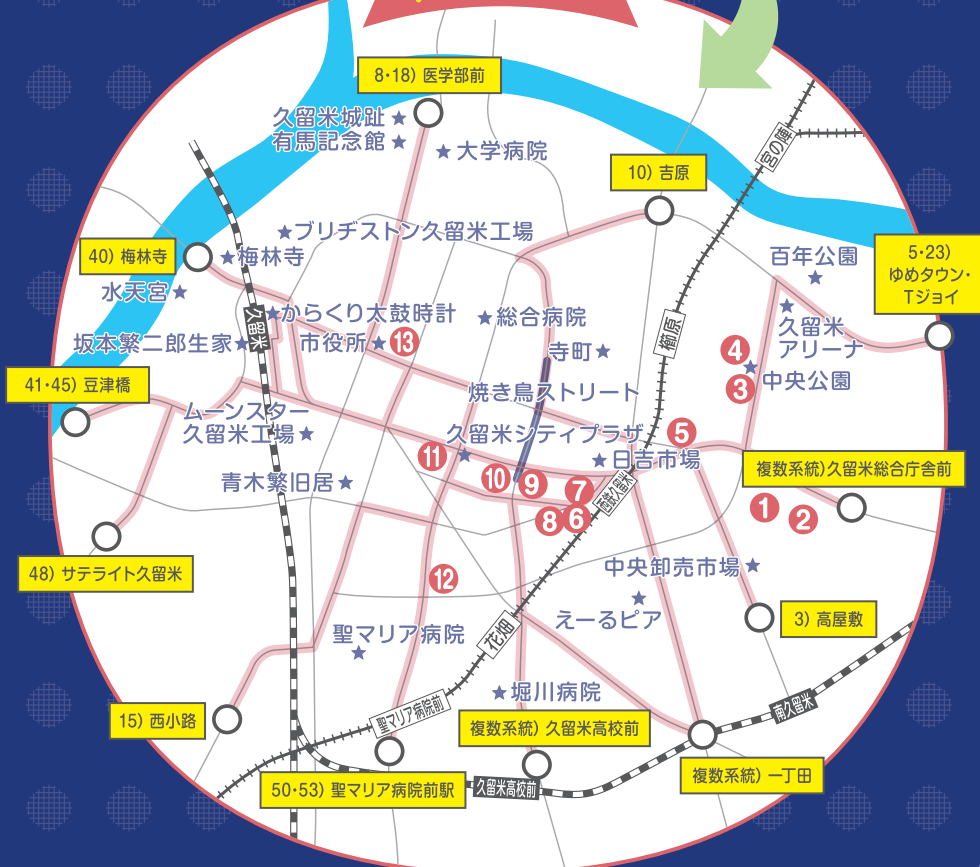 8・18) 医学部前
久留米城趾
有馬記念館
大学病院
宮の陣
10) 吉原
ブリヂストン久留米工場
40) 梅林寺
梅林寺
百年公園
5・23)
ゆめタウン・
Tジョイ
水天宮
からくり太鼓時計
総合病院
久留米
アリーナ
久留米
坂本繁二郎生家
市役所
13
寺町
櫛原
4
中央公園
3
41・45) 豆津橋
焼き鳥ストリート
ムーンスター
久留米工場
久留米シティプラザ
5
11
日吉市場
複数系統)久留米総合庁舎前
青木繁旧居
10
9
7
西鉄久留米
8
6
1
2
48) サテライト久留米
12
中央卸売市場
えーるピア
3) 高屋敷
聖マリア病院
花畑
堀川病院
15) 西小路
聖マリア病院前
複数系統) 久留米高校前
南久留米
50・53) 聖マリア病院前駅
久留米高校前
複数系統) 一丁田